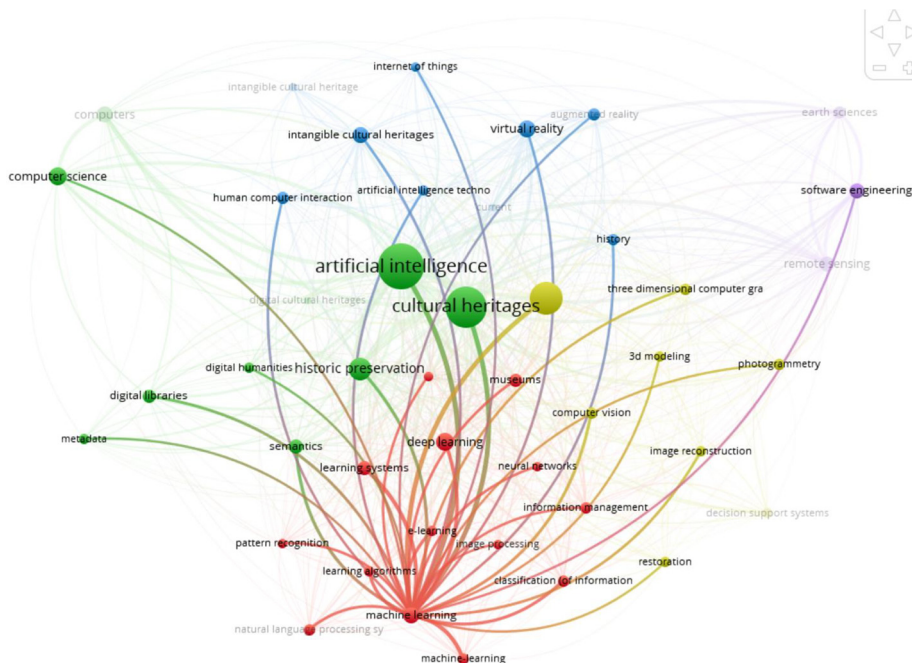 internet of things
intangible cultural heritage
computers
augmented reality
earth sciences
intangible cultural heritages
virtual reality
computer science
human computer interaction
artificial intelligence techno
software engineering
current
history
artificial intelligence
remote sensing
three dimensional computer gra
digital cultural heritages
cultural heritages
3d modeling
photogrammetry
digital humanities
historic preservation
museums
digital libraries
computer vision
metadata
semantics
deep learning
image reconstruction
learning systems
neural networks
information management
decision support systems
e-learning
pattern recognition
image processing
restoration
learning algorithms
classification (of information
machine learning
natural language processing sy
machine-learning